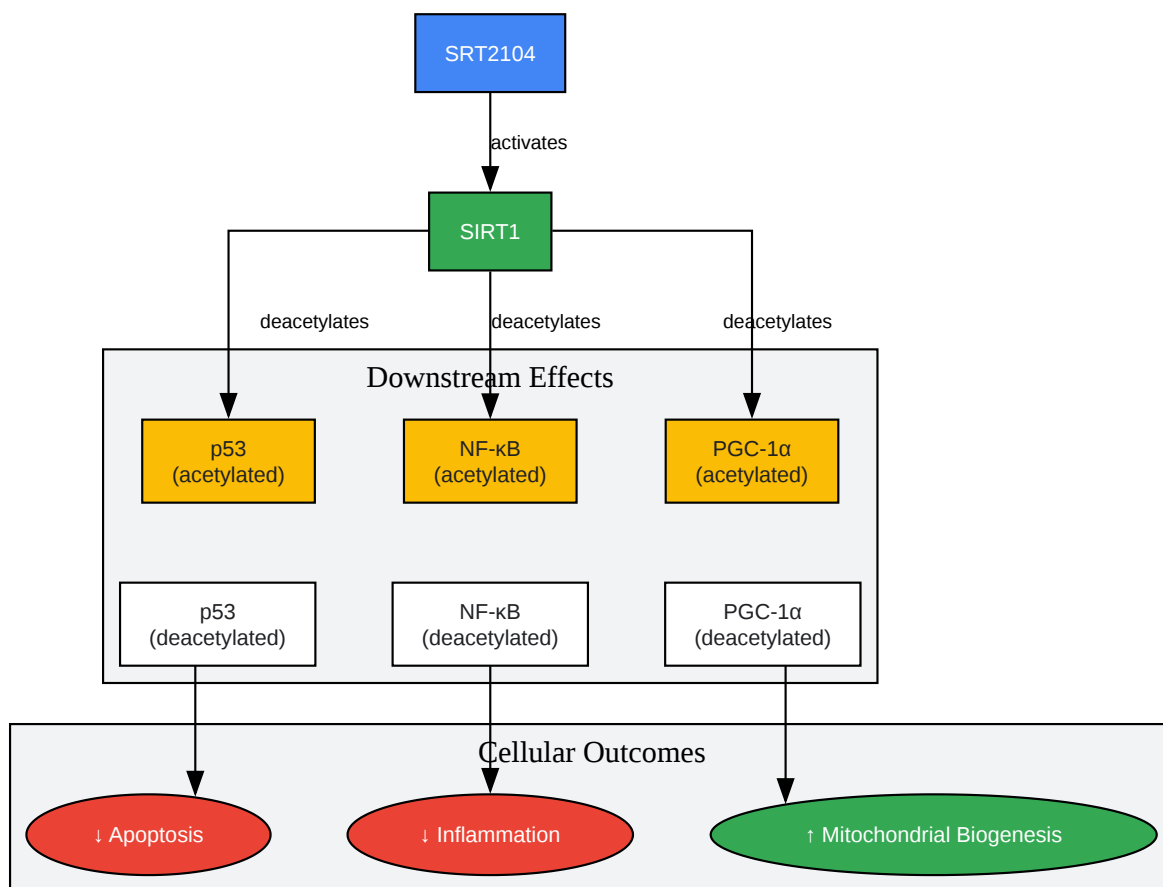 SRT2104
activates
SIRT1
deacetylates
deacetylates
deacetylates
Downstream Effects
p53
(acetylated)
NF-κB
(acetylated)
PGC-1α
(acetylated)
p53
(deacetylated)
NF-κB
(deacetylated)
PGC-1α
(deacetylated)
Cellular Outcomes
↓ Apoptosis
↓ Inflammation
↑ Mitochondrial Biogenesis